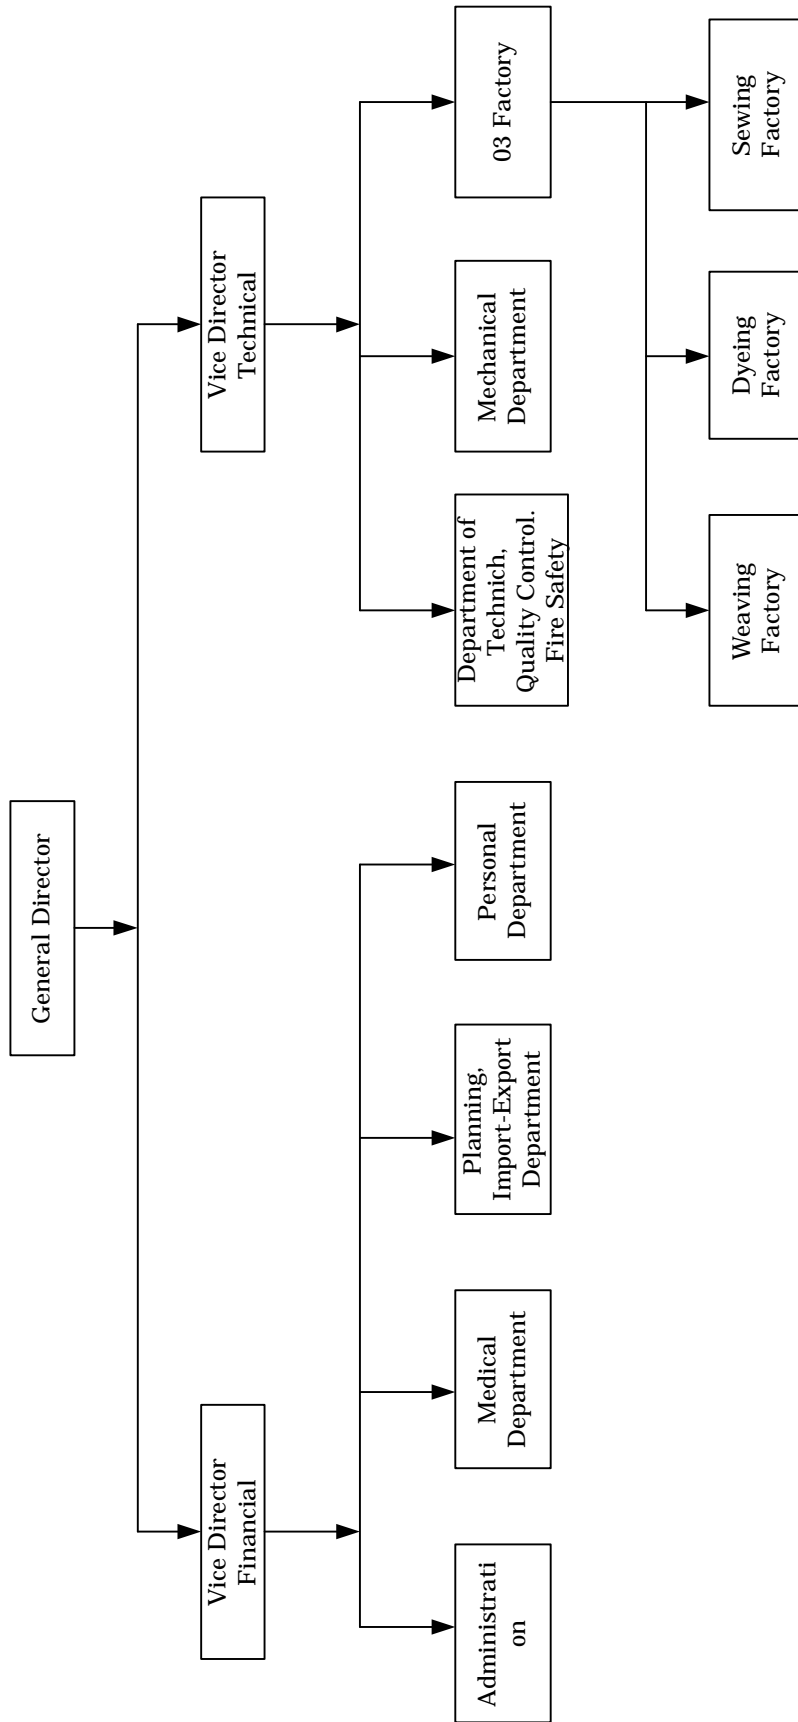 General Director
Vice Director
Financial
Vice Director
Technical
Administrati
on
Medical
Department
Planning,
Import-Export
Department
Personal
Department
Department of
Technich,
Quality Control.
Fire Safety
Mechanical
Department
03 Factory
Weaving
Factory
Dyeing
Factory
Sewing
Factory